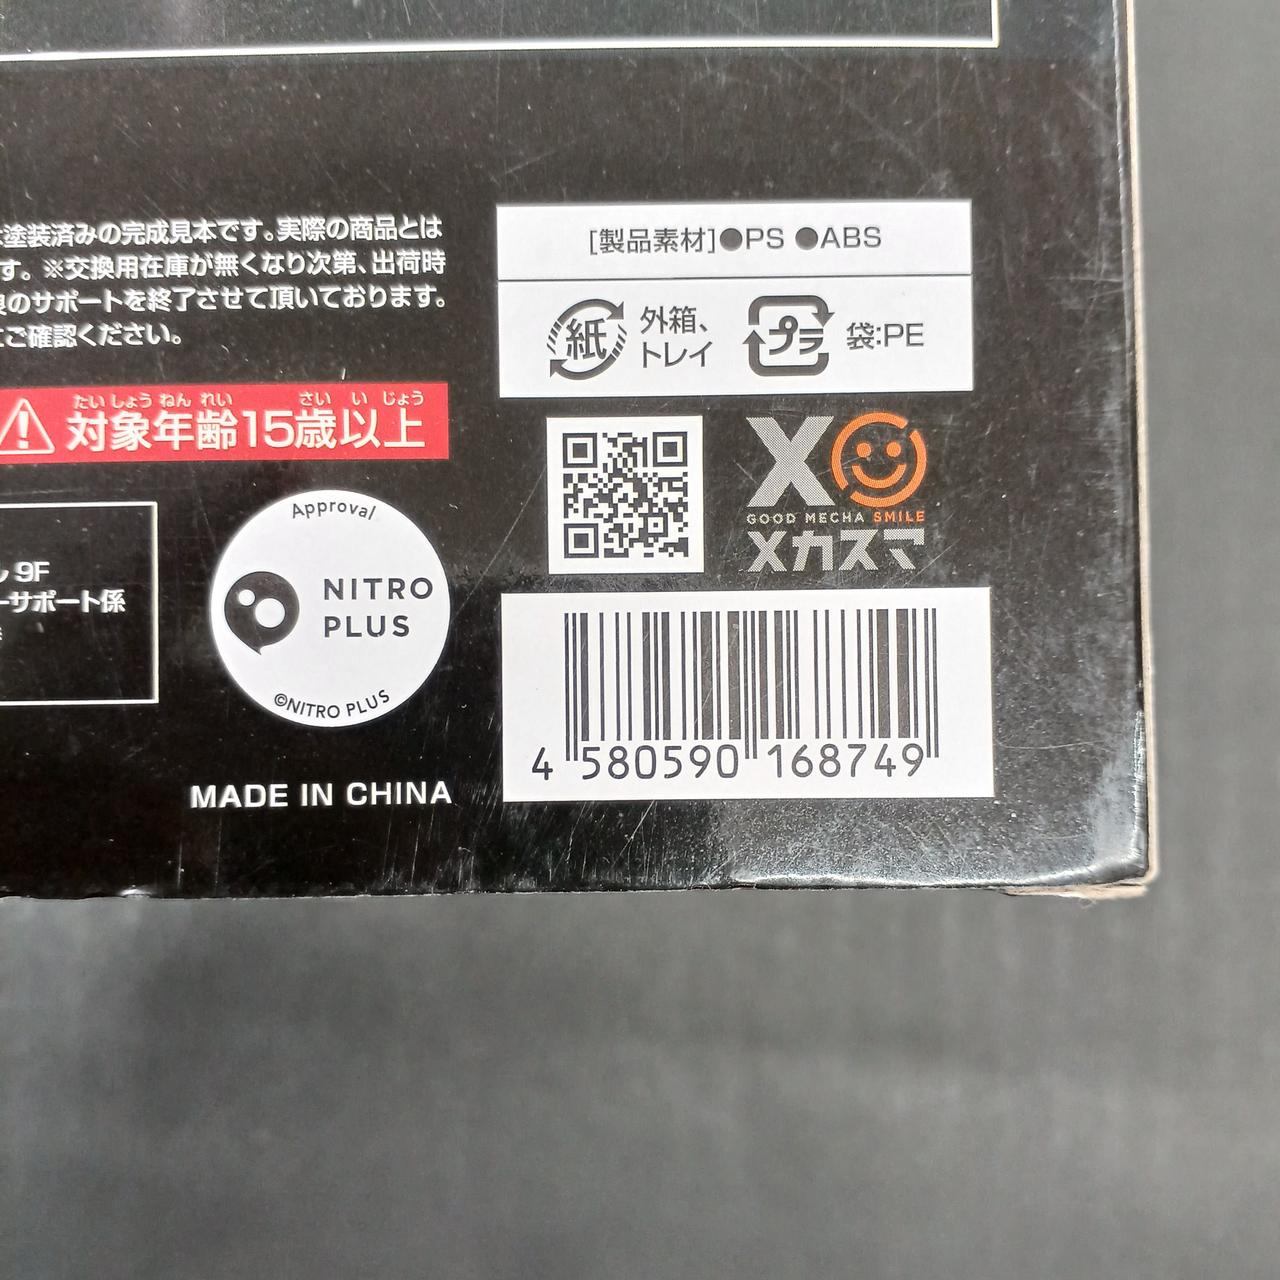 塗装済みの完成見本です。実際の商品とは
す。※交換用在庫が無くなり次第、出荷時
のサポートを終了させて頂いております。
ご確認ください。
たい しょう ねん れい さい い じょう
対象年齢15歳以上
9F
ーサポート係
Approval
NITRO
PLUS
©NITRO PLUS
MADE IN CHINA
[製品素材]●PS ●ABS
紙
外箱、
トレイ
プラ
袋:PE
GOOD MECHA SMILE
メカスマ
4 580590 168749